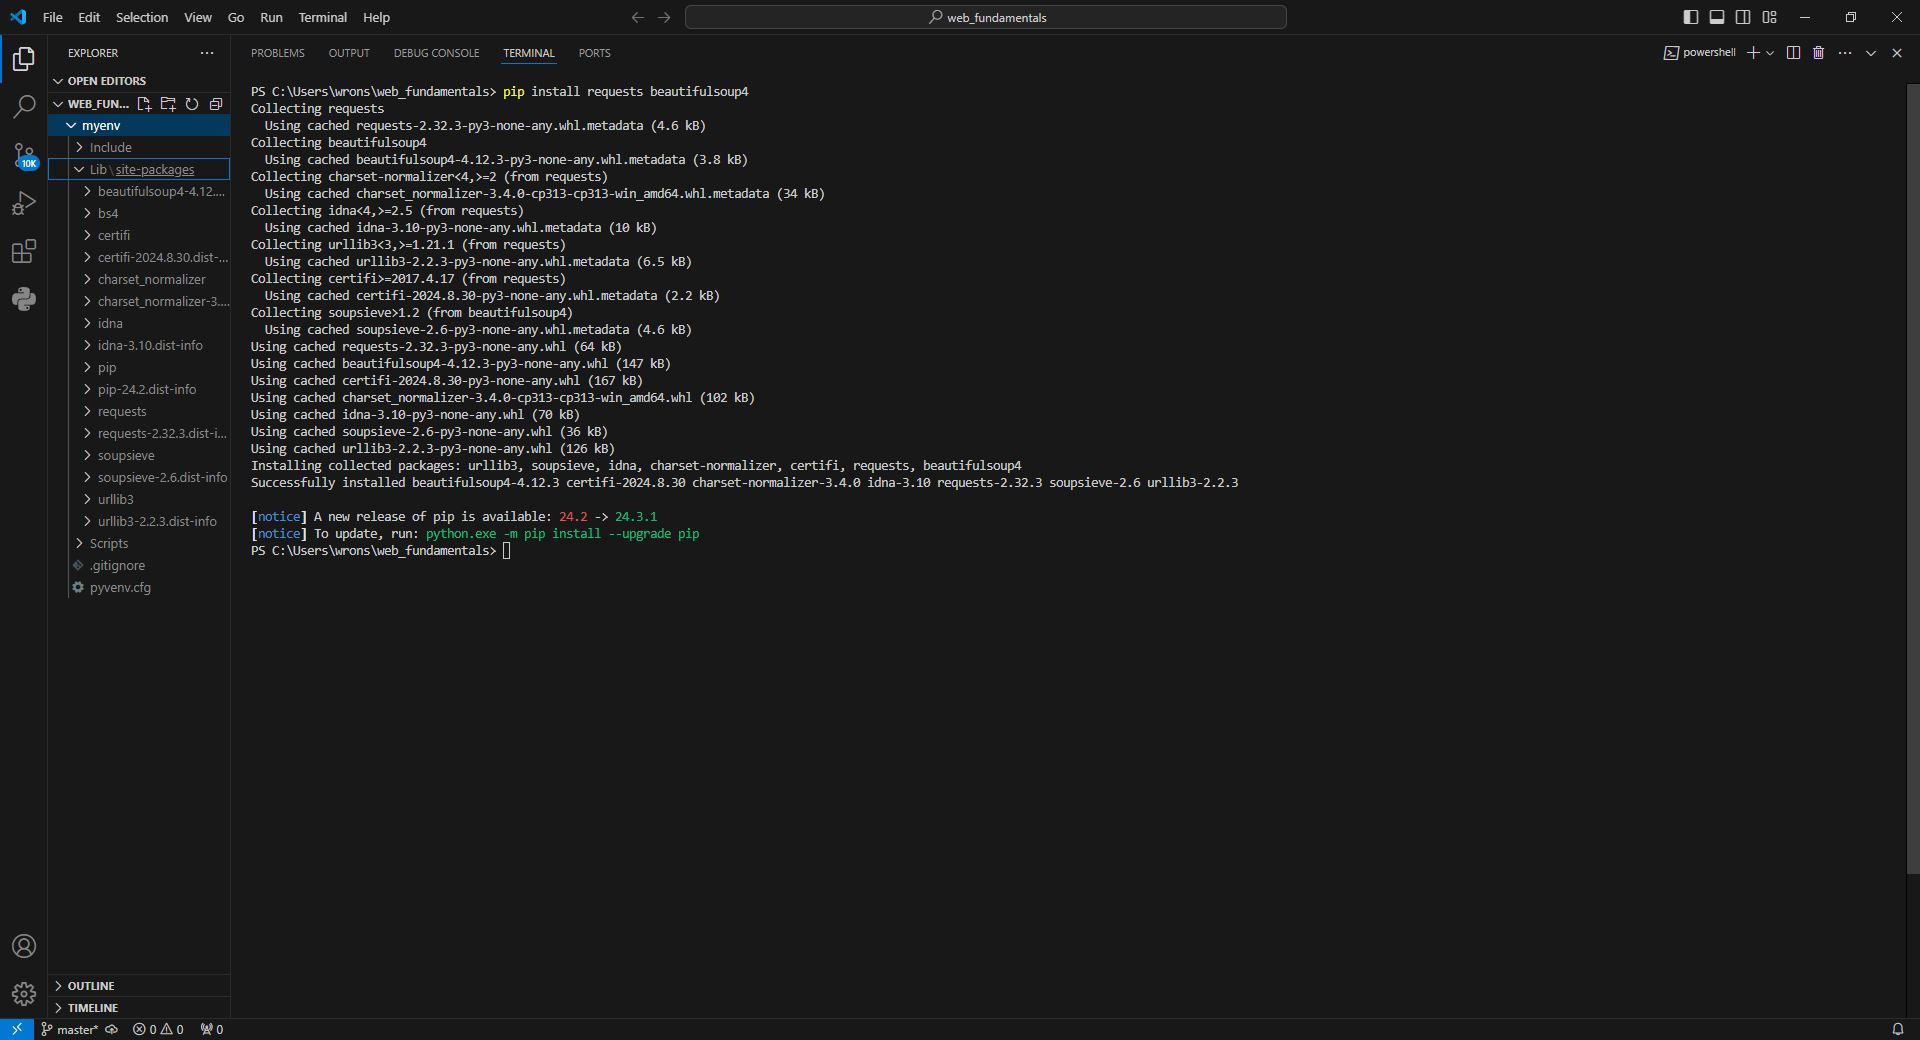 File Edit Selection View Go Run Terminal Help
web_fundamentals
EXPLORER
OPEN EDITORS
WEB_FUN...
myenv
Include
Lib\site-packages
beautifulsoup4-4.12....
bs4
certifi
certifi-2024.8.30.dist-...
charset_normalizer
charset_normalizer-3....
idna
idna-3.10.dist-info
pip
pip-24.2.dist-info
requests
requests-2.32.3.dist-i...
soupsieve
soupsieve-2.6.dist-info
urllib3
urllib3-2.2.3.dist-info
Scripts
.gitignore
pyvenv.cfg
OUTLINE
TIMELINE
10K
PROBLEMS OUTPUT DEBUG CONSOLE TERMINAL PORTS
powershell
PS C:\Users\wrons\web_fundamentals> pip install requests beautifulsoup4
Collecting requests
Using cached requests-2.32.3-py3-none-any.whl.metadata (4.6 kB)
Collecting beautifulsoup4
Using cached beautifulsoup4-4.12.3-py3-none-any.whl.metadata (3.8 kB)
Collecting charset-normalizer<4,>=2 (from requests)
Using cached charset_normalizer-3.4.0-cp313-cp313-win_amd64.whl.metadata (34 kB)
Collecting idna<4,>=2.5 (from requests)
Using cached idna-3.10-py3-none-any.whl.metadata (10 kB)
Collecting urllib3<3,>=1.21.1 (from requests)
Using cached urllib3-2.2.3-py3-none-any.whl.metadata (6.5 kB)
Collecting certifi>=2017.4.17 (from requests)
Using cached certifi-2024.8.30-py3-none-any.whl.metadata (2.2 kB)
Collecting soupsieve>1.2 (from beautifulsoup4)
Using cached soupsieve-2.6-py3-none-any.whl.metadata (4.6 kB)
Using cached requests-2.32.3-py3-none-any.whl (64 kB)
Using cached beautifulsoup4-4.12.3-py3-none-any.whl (147 kB)
Using cached certifi-2024.8.30-py3-none-any.whl (167 kB)
Using cached charset_normalizer-3.4.0-cp313-cp313-win_amd64.whl (102 kB)
Using cached idna-3.10-py3-none-any.whl (70 kB)
Using cached soupsieve-2.6-py3-none-any.whl (36 kB)
Using cached urllib3-2.2.3-py3-none-any.whl (126 kB)
Installing collected packages: urllib3, soupsieve, idna, charset-normalizer, certifi, requests, beautifulsoup4
Successfully installed beautifulsoup4-4.12.3 certifi-2024.8.30 charset-normalizer-3.4.0 idna-3.10 requests-2.32.3 soupsieve-2.6 urllib3-2.2.3
[notice] A new release of pip is available: 24.2 -> 24.3.1
[notice] To update, run: python.exe -m pip install --upgrade pip
PS C:\Users\wrons\web_fundamentals>
master* 0 0 0